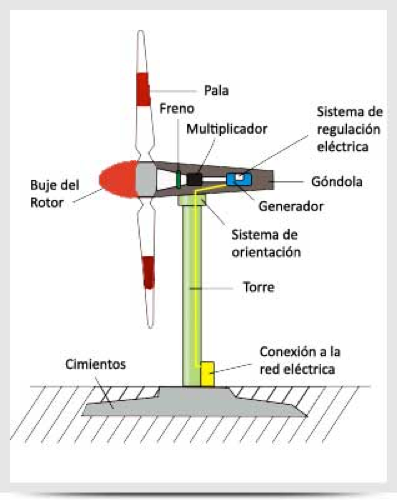 Pala
Freno
Multiplicador
Sistema de
regulación
eléctrica
Buje del
Rotor
Góndola
Generador
Sistema de
orientación
Torre
Conexión a la
red eléctrica
Cimientos